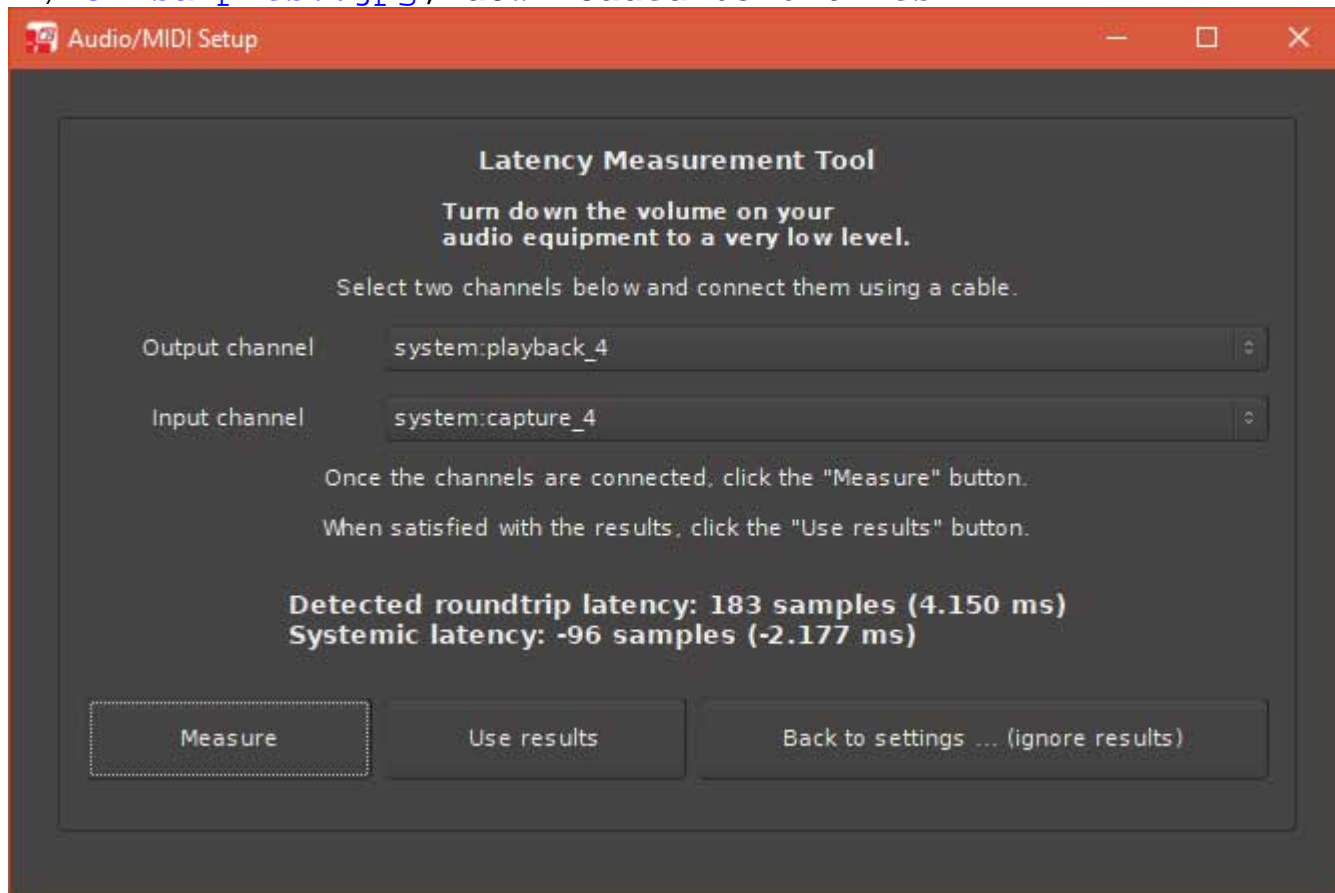 Audio/MIDI Setup
Latency Measurement Tool
Turn down the volume on your
audio equipment to a very low level.
Select two channels below and connect them using a cable.
Output channel system:playback_4
Input channel system:capture_4
Once the channels are connected, click the "Measure" button.
When satisfied with the results, click the "Use results" button.
Detected roundtrip latency: 183 samples (4.150 ms)
Systemic latency: -96 samples (-2.177 ms)
Measure Use results Back to settings ... (ignore results)